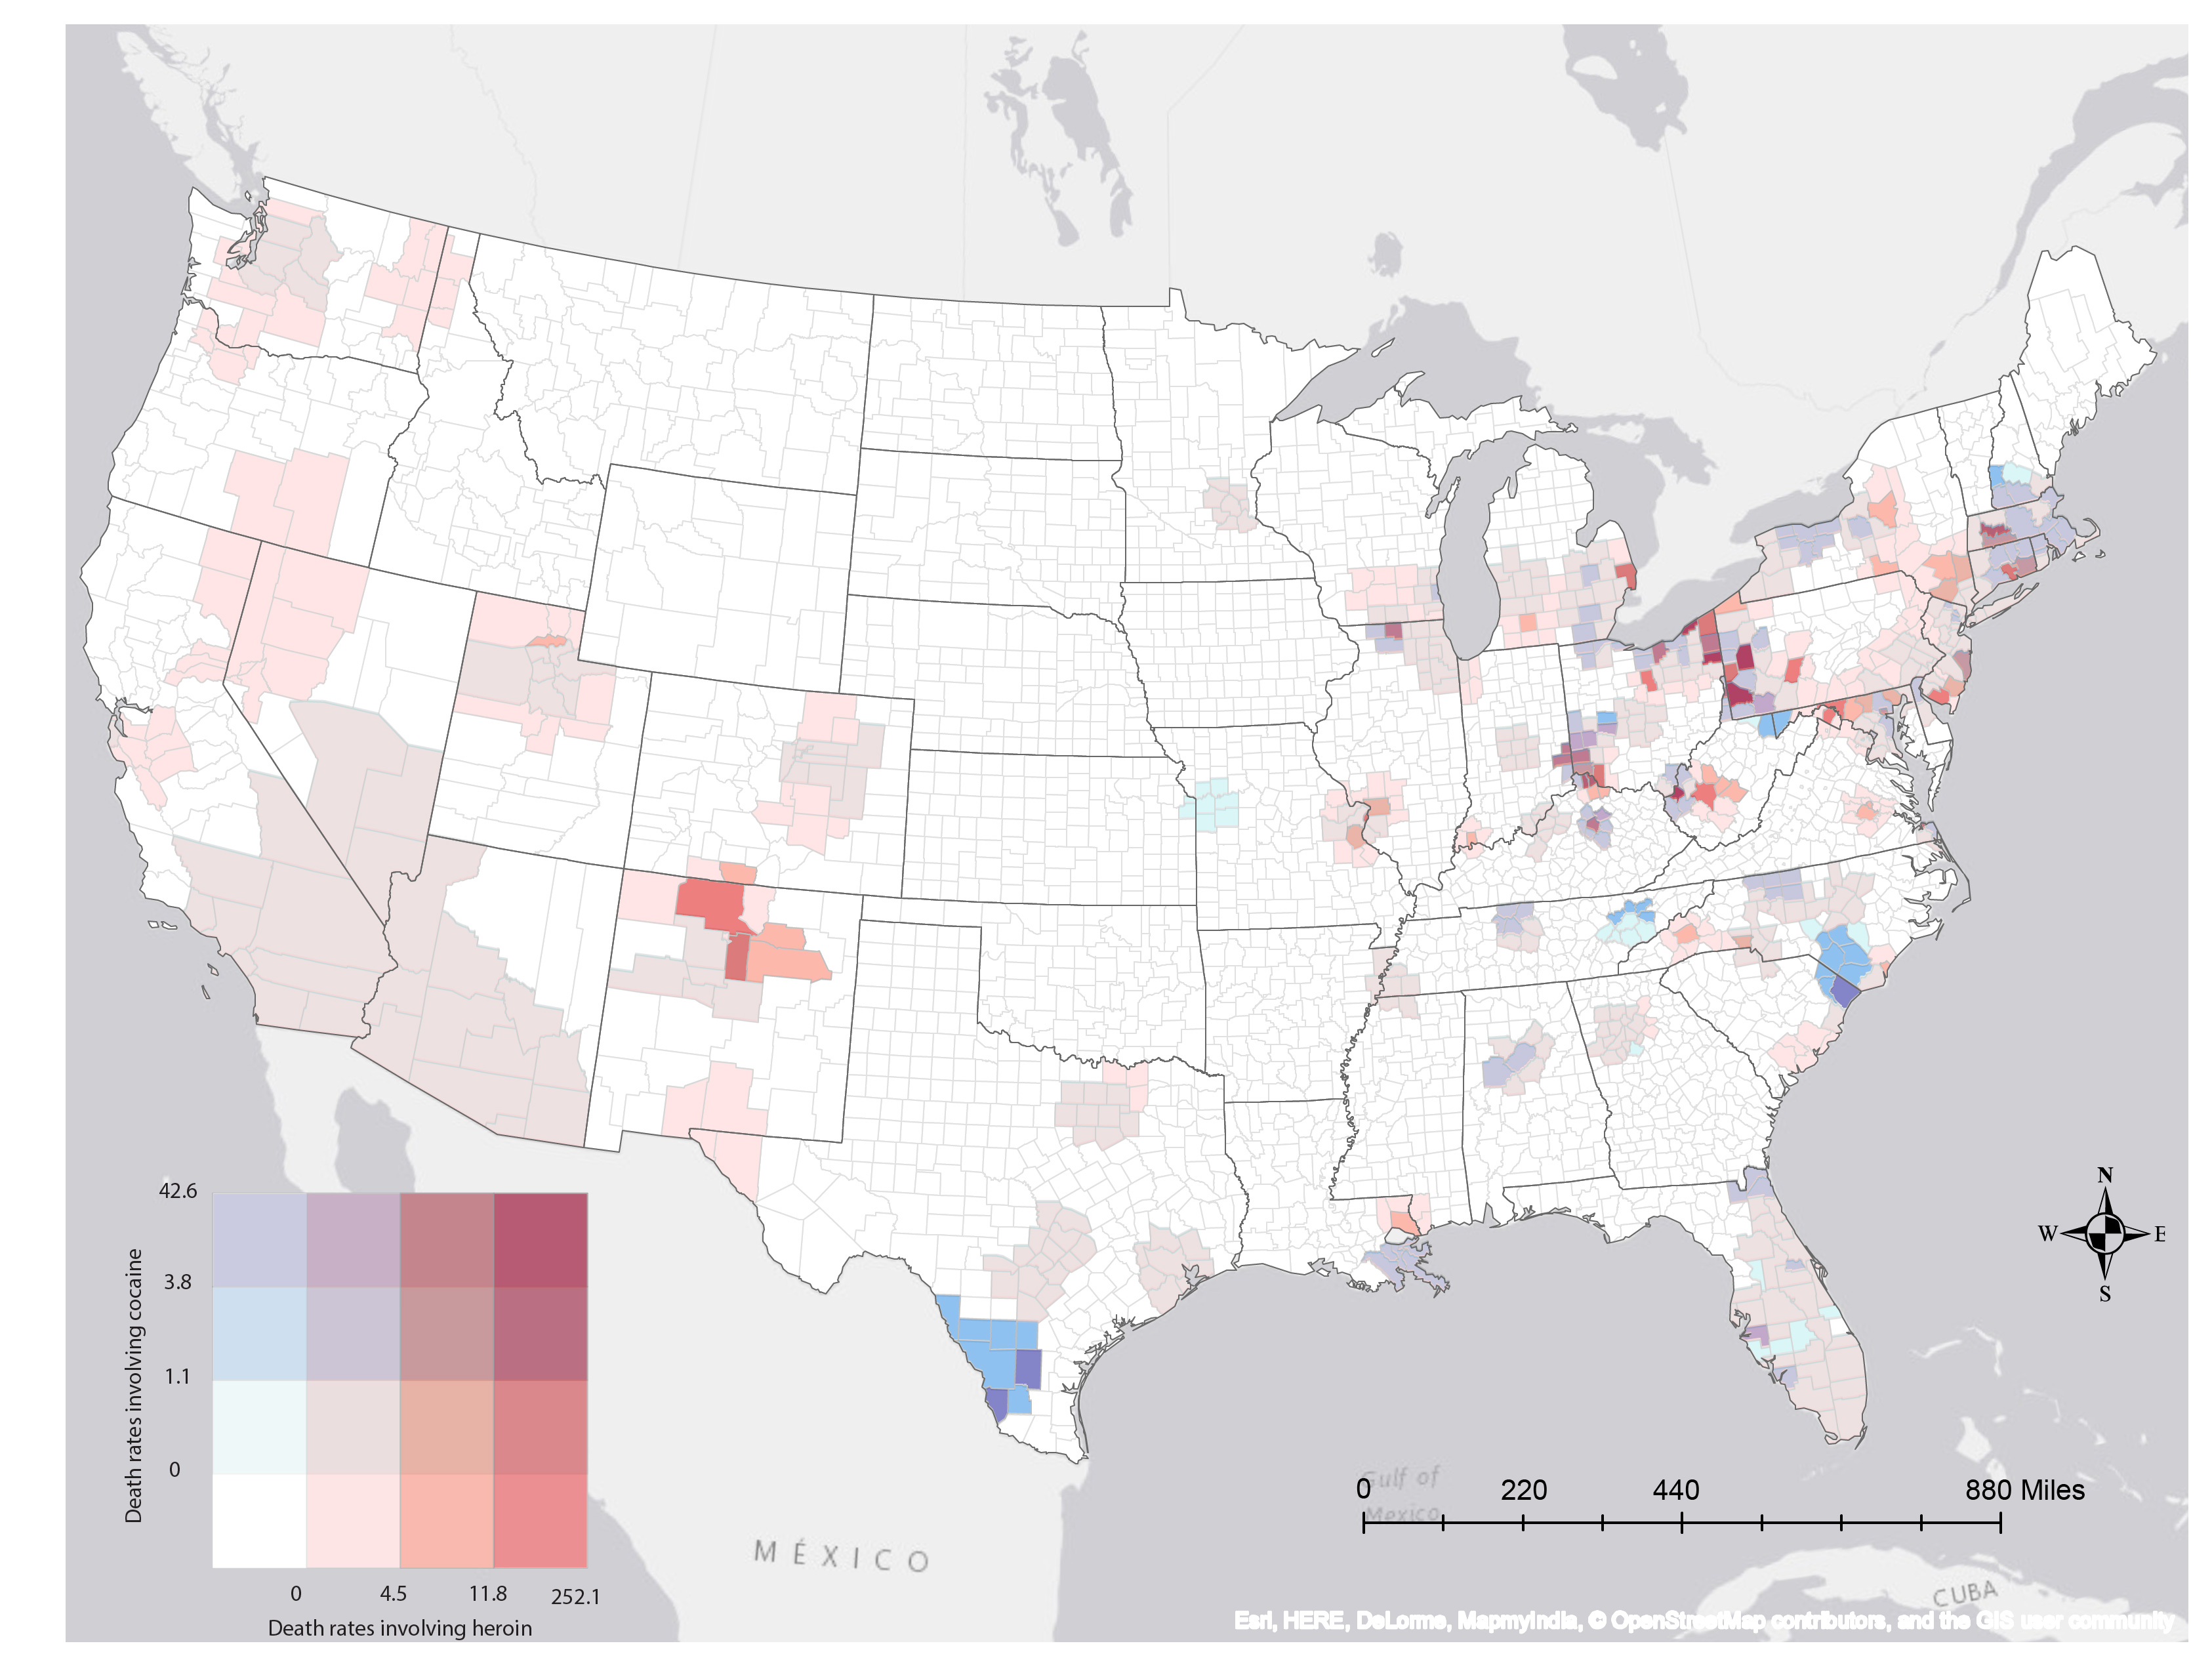 N
W E
S
42.6
3.8
1.1
0
Death rates involving cocaine
0 4.5 11.8 252.1
Death rates involving heroin
Gulf of
Mexico
0 220 440 880 Miles
MÉXICO
CUBA
Esri, HERE, DeLorme, MapmyIndia, © OpenStreetMap contributors, and the GIS user community